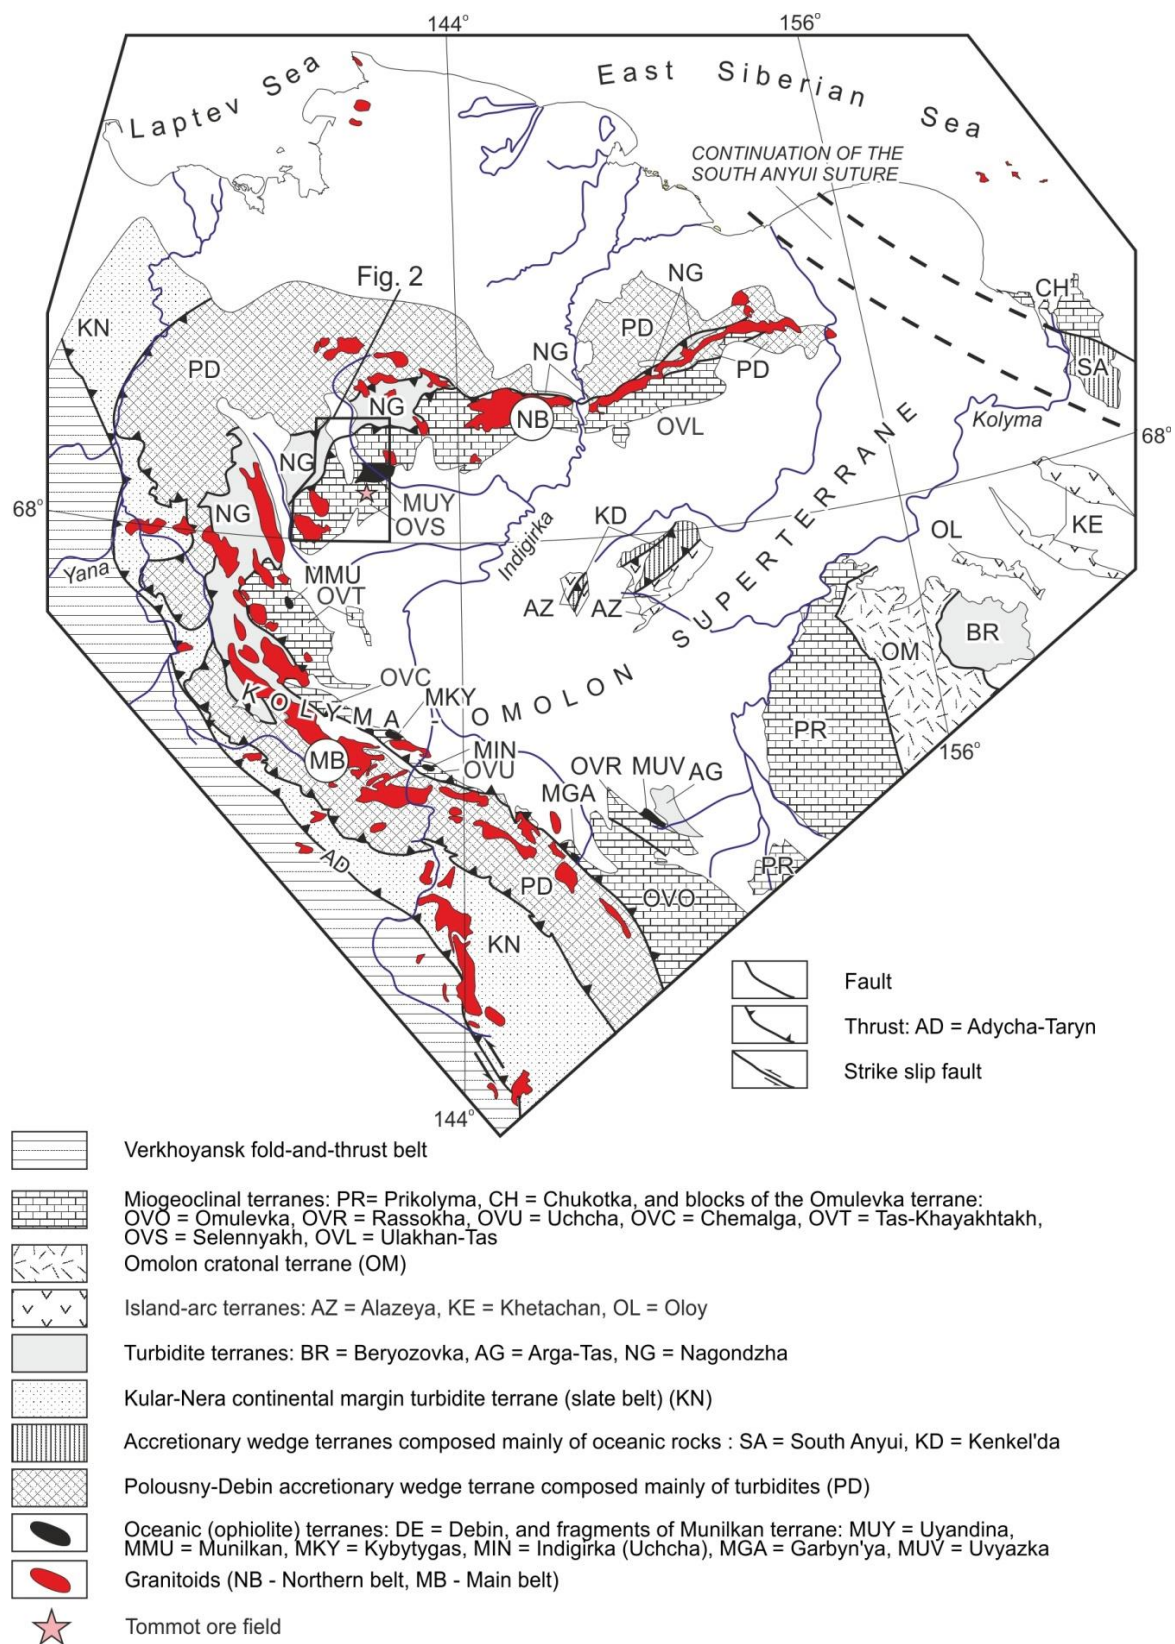 144°
156°
Laptev Sea
East Siberian Sea
CONTINUATION OF THE
SOUTH ANYUI SUTURE
Fig. 2
NG
CH
KN
PD
PD
SA
NG
PD
NG
NB
OVL
Kolyma
68°
NG
MUY
OVS
68°
NG
Indigirka
KD
OL
KE
Yana
MMU
OVT
AZ
AZ
BR
OM
KOLYMA - OMOLON SUPERTERRANE
OVC
MKY
PR
156°
MB
MIN
OVU
OVR
MUV
AG
MGA
AD
PD
PR
OVO
KN
144°
Fault
Thrust: AD = Adycha-Taryn
Strike slip fault
Verkhoyansk fold-and-thrust belt
Miogeoclinal terranes: PR= Prikolyma, CH = Chukotka, and blocks of the Omulevka terrane:
OVO = Omulevka, OVR = Rassokha, OVU = Uchcha, OVC = Chemalga, OVT = Tas-Khayakhtakh,
OVS = Selennyakh, OVL = Ulakhan-Tas
Omolon cratonal terrane (OM)
Island-arc terranes: AZ = Alazeya, KE = Khetachan, OL = Oloy
Turbidite terranes: BR = Beryozovka, AG = Arga-Tas, NG = Nagondzha
Kular-Nera continental margin turbidite terrane (slate belt) (KN)
Accretionary wedge terranes composed mainly of oceanic rocks : SA = South Anyui, KD = Kenkel'da
Polousny-Debin accretionary wedge terrane composed mainly of turbidites (PD)
Oceanic (ophiolite) terranes: DE = Debin, and fragments of Munilkan terrane: MUY = Uyandina,
MMU = Munilkan, MKY = Kybytygas, MIN = Indigirka (Uchcha), MGA = Garbyn'ya, MUV = Uvyazka
Granitoids (NB - Northern belt, MB - Main belt)
Tommot ore field